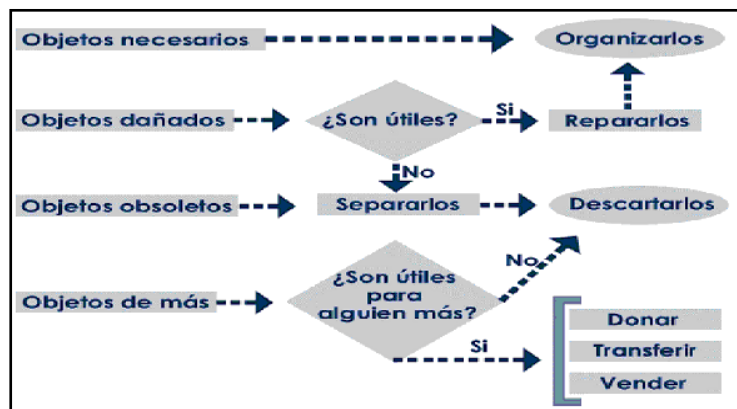 Objetos necesarios
Organizarlos
Objetos dañados
¿Son útiles?
Si
Repararlos
No
Objetos obsoletos
Separarlos
Descartarlos
Objetos de más
¿Son útiles
para
alguien más?
No
Si
Donar
Transferir
Vender